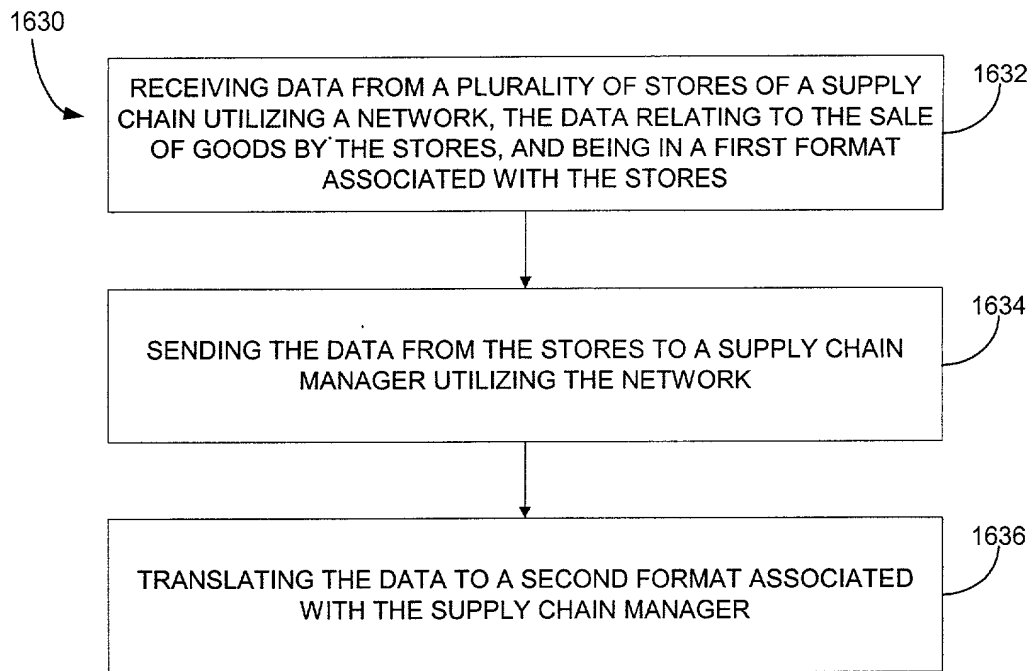 1630
1632
RECEIVING DATA FROM A PLURALITY OF STORES OF A SUPPLY
CHAIN UTILIZING A NETWORK, THE DATA RELATING TO THE SALE
OF GOODS BY THE STORES, AND BEING IN A FIRST FORMAT
ASSOCIATED WITH THE STORES
1634
SENDING THE DATA FROM THE STORES TO A SUPPLY CHAIN
MANAGER UTILIZING THE NETWORK
1636
TRANSLATING THE DATA TO A SECOND FORMAT ASSOCIATED
WITH THE SUPPLY CHAIN MANAGER